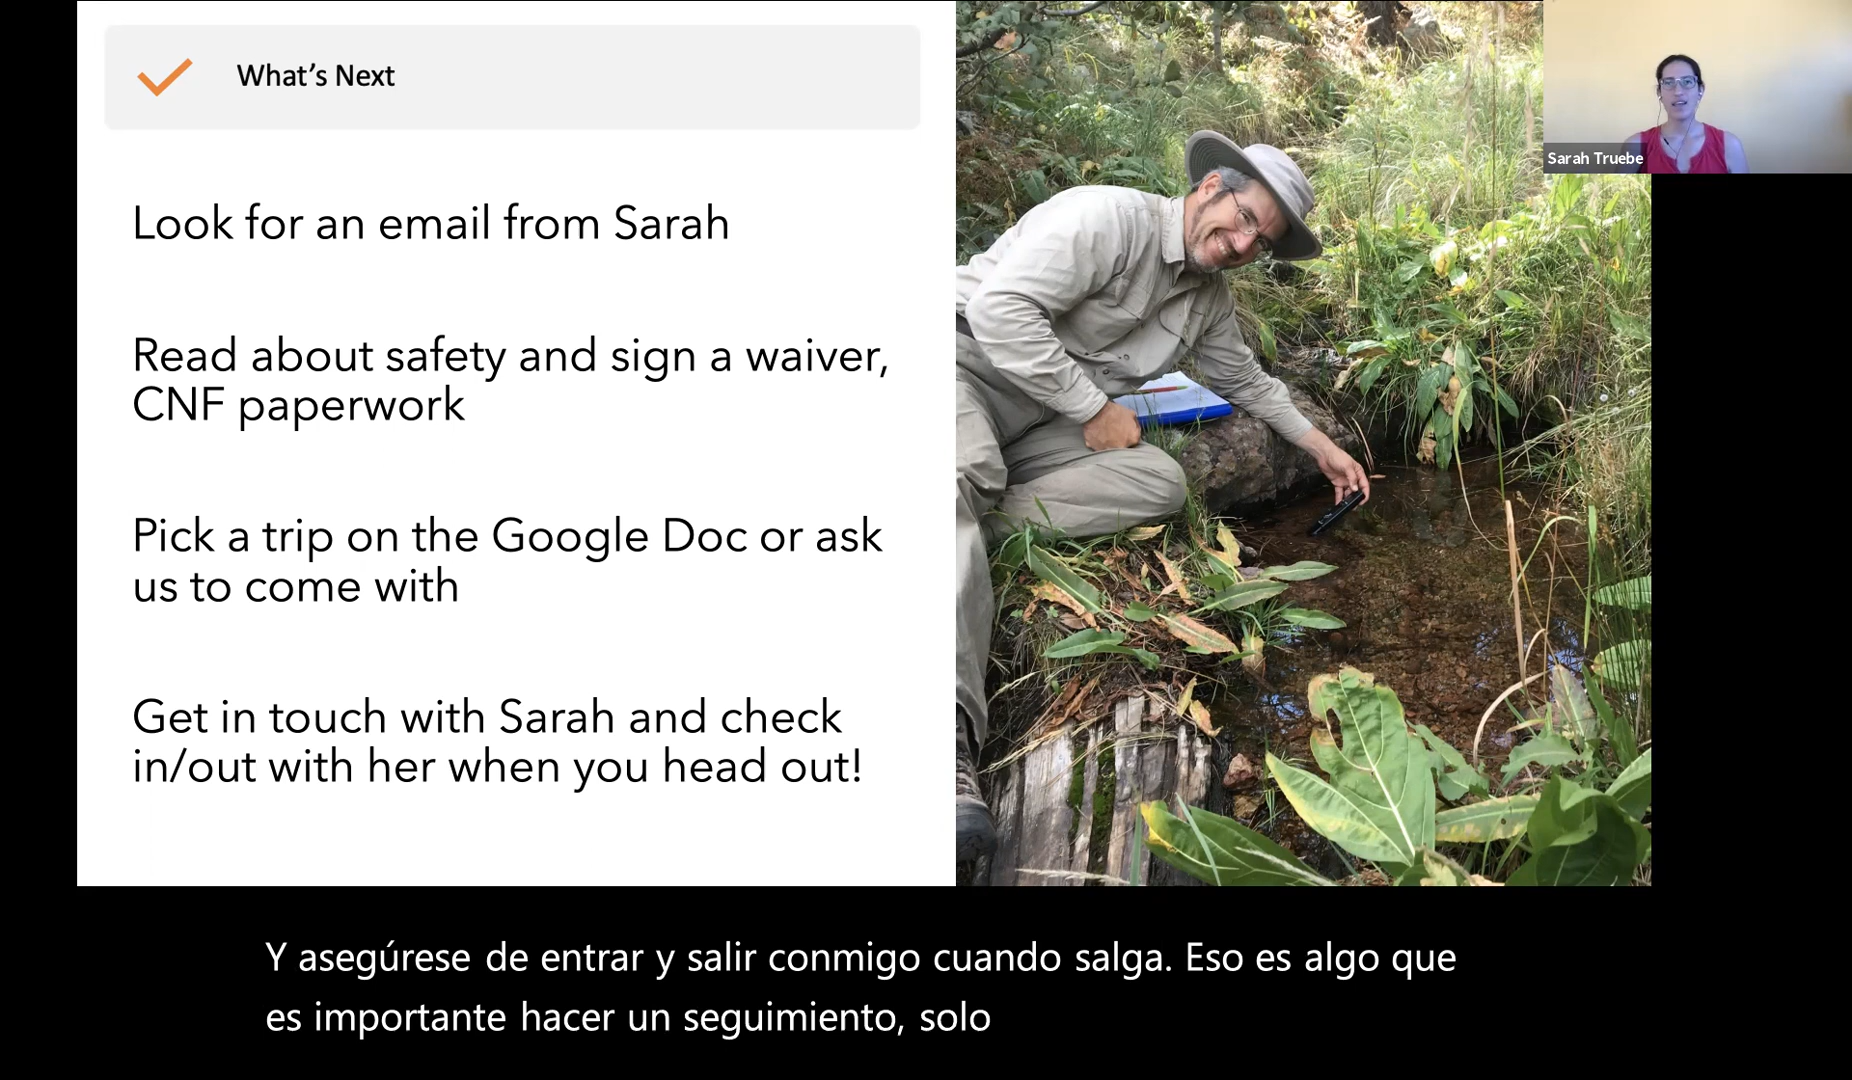 What’s Next
Look for an email from Sarah
Read about safety and sign a waiver,
CNF paperwork
Pick a trip on the Google Doc or ask
us to come with
Get in touch with Sarah and check
in/out with her when you head out!
Sarah Truebe
Y asegúrese de entrar y salir conmigo cuando salga. Eso es algo que
es importante hacer un seguimiento, solo